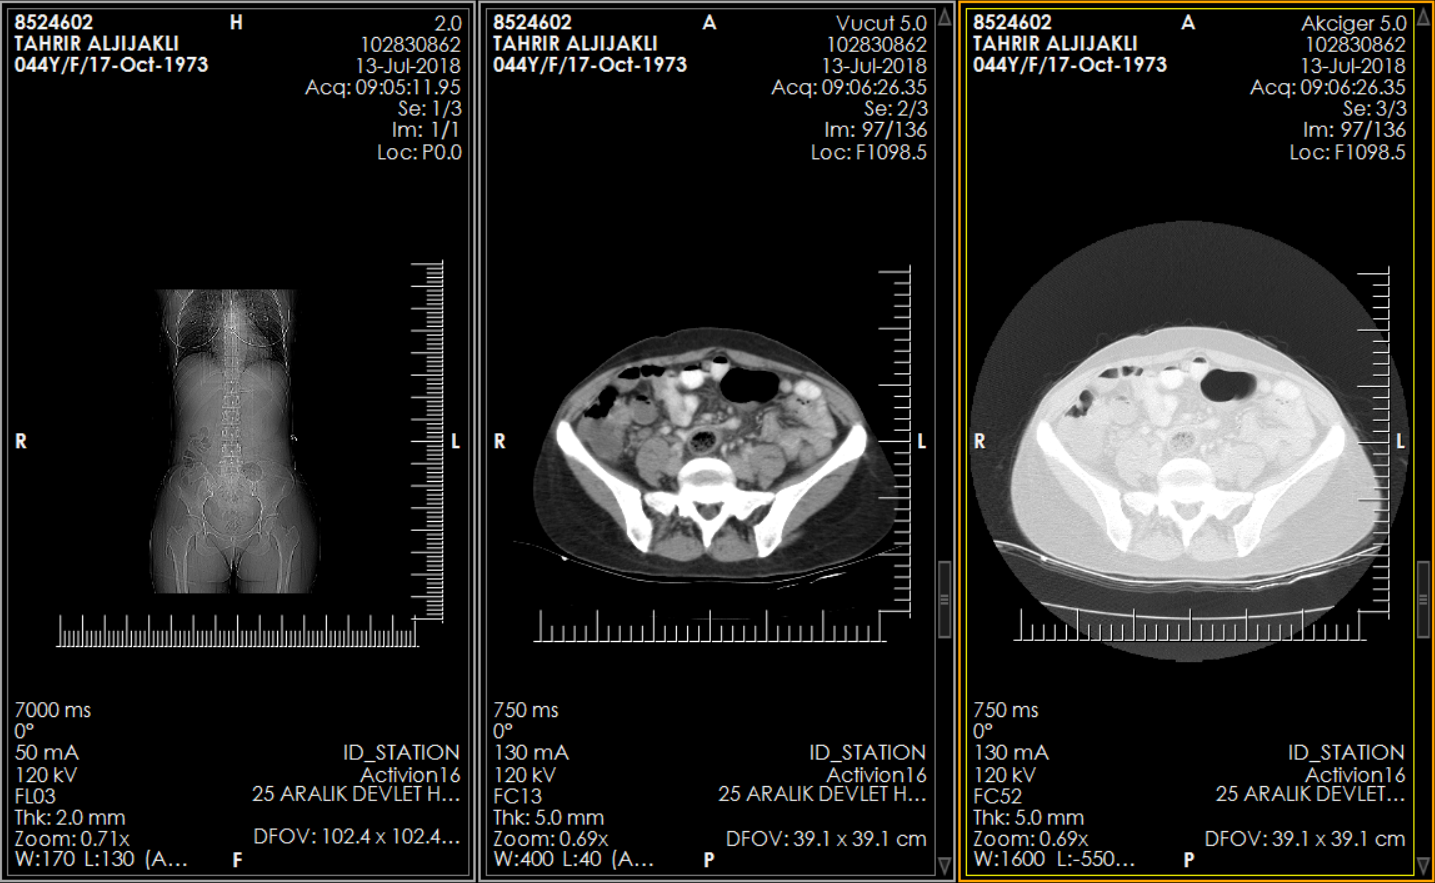 8524602 H 2.0
TAHRIR ALJIJAKLI 102830862
044Y/F/17-Oct-1973 13-Jul-2018
Acq: 09:05:11.95
Se: 1/3
Im: 1/1
Loc: P0.0
R L
7000 ms
0°
50 mA ID_STATION
120 kV Activion16
FL03 25 ARALIK DEVLET H...
Thk: 2.0 mm
Zoom: 0.71x DFOV: 102.4 x 102.4...
W:170 L:130 (A... F
8524602 A Vucut 5.0
TAHRIR ALJIJAKLI 102830862
044Y/F/17-Oct-1973 13-Jul-2018
Acq: 09:06:26.35
Se: 2/3
Im: 97/136
Loc: F1098.5
R L
750 ms
0°
130 mA ID_STATION
120 kV Activion16
FC13 25 ARALIK DEVLET H...
Thk: 5.0 mm
Zoom: 0.69x DFOV: 39.1 x 39.1 cm
W:400 L:40 (A... P
8524602 A Akciger 5.0
TAHRIR ALJIJAKLI 102830862
044Y/F/17-Oct-1973 13-Jul-2018
Acq: 09:06:26.35
Se: 3/3
Im: 97/136
Loc: F1098.5
R L
750 ms
0°
130 mA ID_STATION
120 kV Activion16
FC52 25 ARALIK DEVLET...
Thk: 5.0 mm
Zoom: 0.69x DFOV: 39.1 x 39.1 cm
W:1600 L:-550... P